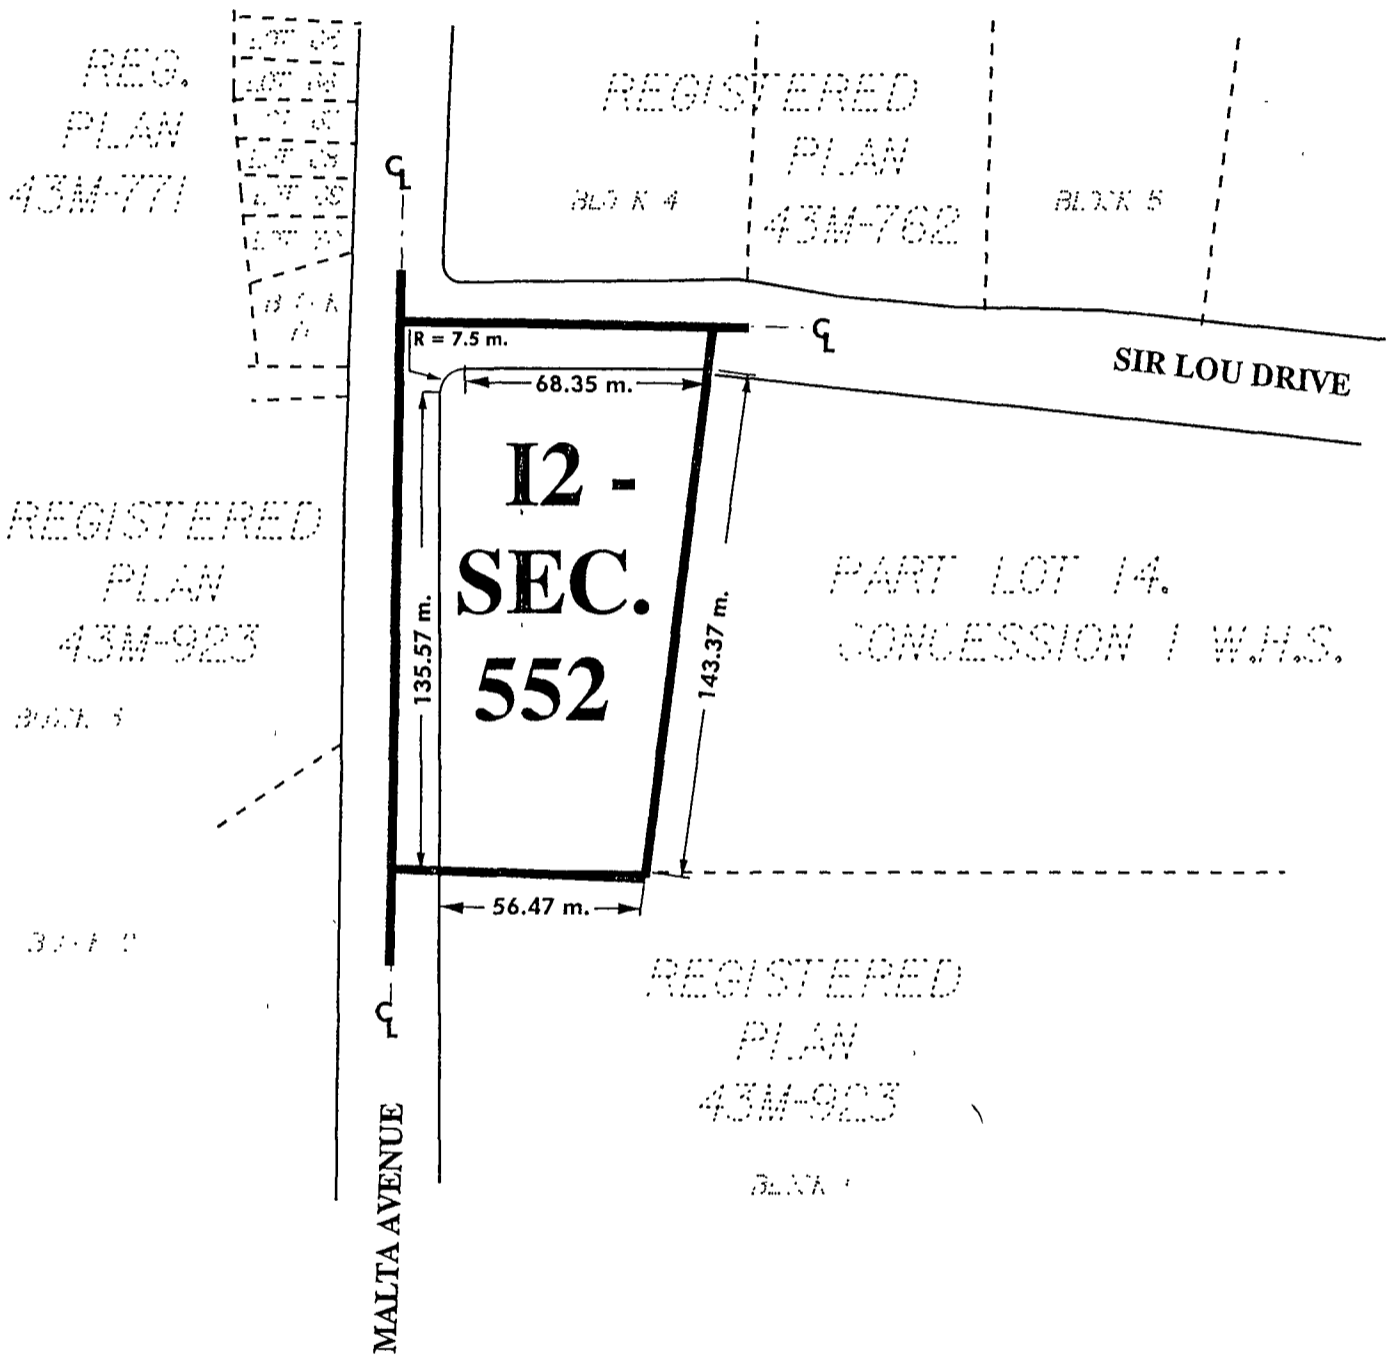 REG.
PLAN
43M-771
REGISTERED
PLAN
43M-762
BLOCK 4
BLOCK 5
C
L
C
L
R = 7.5 m.
68.35 m.
SIR LOU DRIVE
I2 -
SEC.
552
135.57 m.
143.37 m.
56.47 m.
REGISTERED
PLAN
43M-923
PART LOT 14,
CONCESSION 1 W.H.S.
REGISTERED
PLAN
43M-923
C
L
MALTA AVENUE